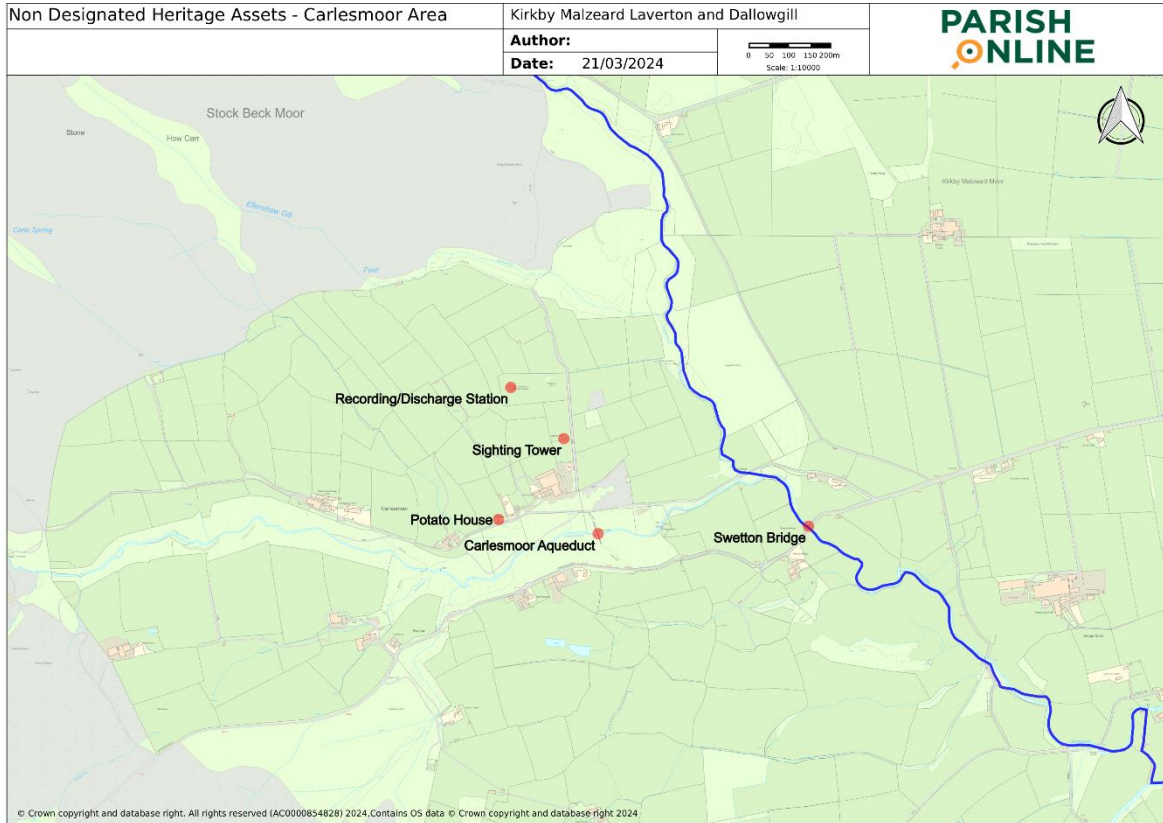 Non Designated Heritage Assets - Carlesmoor Area
Kirkby Malzeard Laverton and Dallowgill
Author:
Date: 21/03/2024
0 50 100 150 200m
Scale: 1:10000
PARISH
ONLINE
Stock Beck Moor
Stone
How Carr
Kirkby Malzeard Moor
Ellershaw Gill
Carle Spring
Ford
Recording/Discharge Station
Sighting Tower
Carlesmoor
Potato House
Carlesmoor Aqueduct
Swetton Bridge
© Crown copyright and database right. All rights reserved (AC0000854828) 2024.Contains OS data © Crown copyright and database right 2024